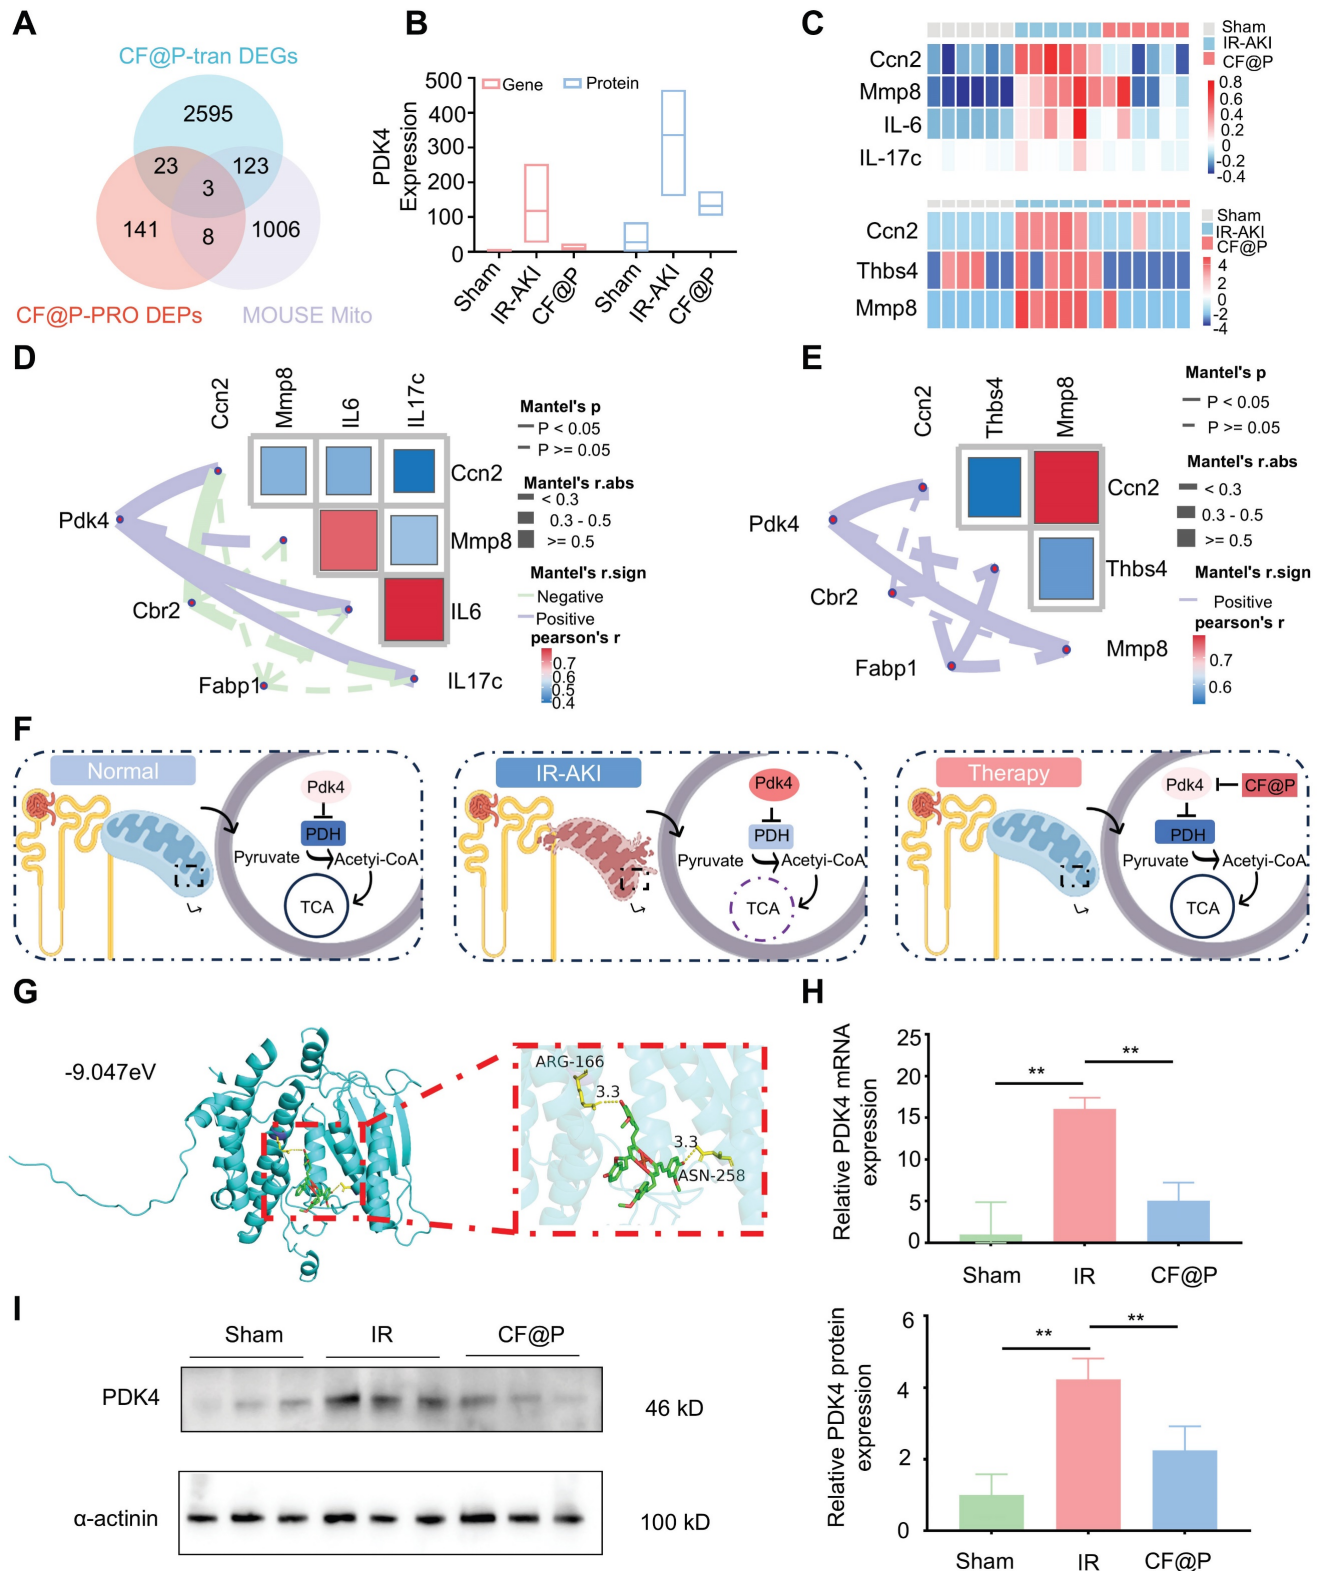 A
CF@P-tran DEGs
2595
23
123
3
141
8
1006
CF@P-PRO DEPs
MOUSE Mito
B
PDK4
Expression
500
400
300
200
100
0
Gene
Protein
Sham
IR-AKI
CF@P
Sham
IR-AKI
CF@P
C
Ccn2
Mmp8
IL-6
IL-17c
Sham
IR-AKI
CF@P
0.8
0.6
0.4
0.2
0
-0.2
-0.4
Ccn2
Thbs4
Mmp8
Sham
IR-AKI
CF@P
4
2
0
-2
-4
D
Ccn2
Mmp8
IL6
IL17c
Ccn2
Mmp8
IL6
IL17c
Pdk4
Cbr2
Fabp1
Mantel's p
P < 0.05
P >= 0.05
Mantel's r.abs
< 0.3
0.3 - 0.5
>= 0.5
Mantel's r.sign
Negative
Positive
pearson's r
0.7
0.6
0.5
0.4
E
Ccn2
Thbs4
Mmp8
Ccn2
Thbs4
Mmp8
Pdk4
Cbr2
Fabp1
Mantel's p
P < 0.05
P >= 0.05
Mantel's r.abs
< 0.3
0.3 - 0.5
>= 0.5
Mantel's r.sign
Positive
pearson's r
0.7
0.6
F
Normal
Pdk4
PDH
Pyruvate
Acetyi-CoA
TCA
IR-AKI
Pdk4
PDH
Pyruvate
Acetyi-CoA
TCA
Therapy
Pdk4
CF@P
PDH
Pyruvate
Acetyi-CoA
TCA
G
-9.047eV
ARG-166
3.3
3.3
ASN-258
H
Relative PDK4 mRNA
expression
25
20
15
10
5
0
**
**
Sham
IR
CF@P
Relative PDK4 protein
expression
6
4
2
0
**
**
Sham
IR
CF@P
I
Sham
IR
CF@P
PDK4
46 kD
α-actinin
100 kD